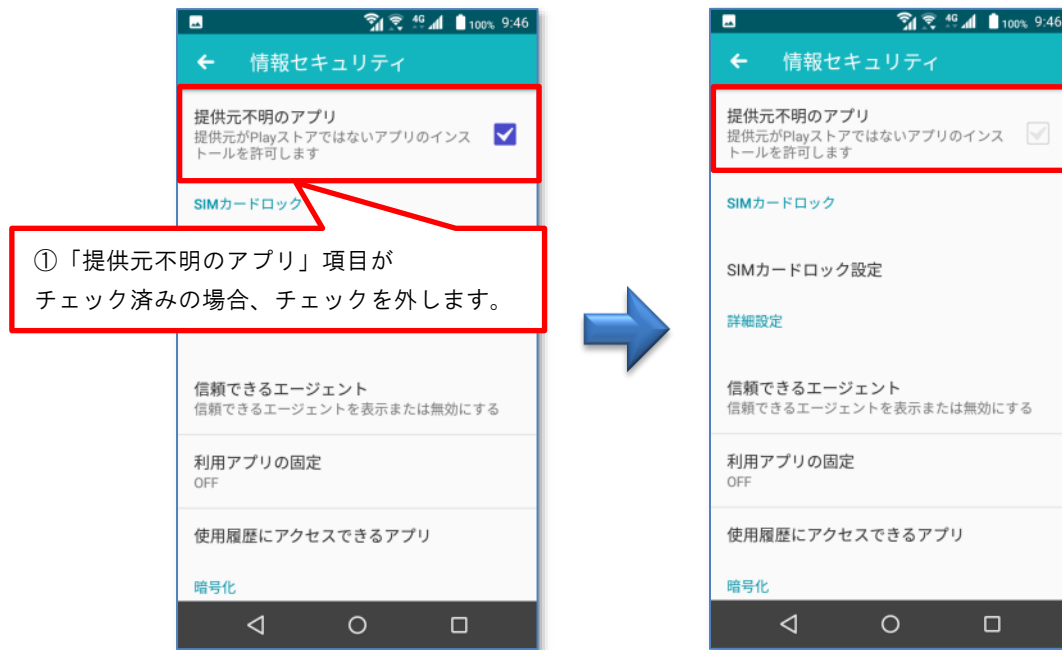 100% 9:46
情報セキュリティ
提供元不明のアプリ
提供元がPlayストアではないアプリのインス
トールを許可します
SIMカードロック
①「提供元不明のアプリ」項目が
チェック済みの場合、チェックを外します。
信頼できるエージェント
信頼できるエージェントを表示または無効にする
利用アプリの固定
OFF
使用履歴にアクセスできるアプリ
暗号化
4G 100% 9:46
情報セキュリティ
提供元不明のアプリ
提供元がPlayストアではないアプリのインス
トールを許可します
SIMカードロック
SIMカードロック設定
詳細設定
信頼できるエージェント
信頼できるエージェントを表示または無効にする
利用アプリの固定
OFF
使用履歴にアクセスできるアプリ
暗号化